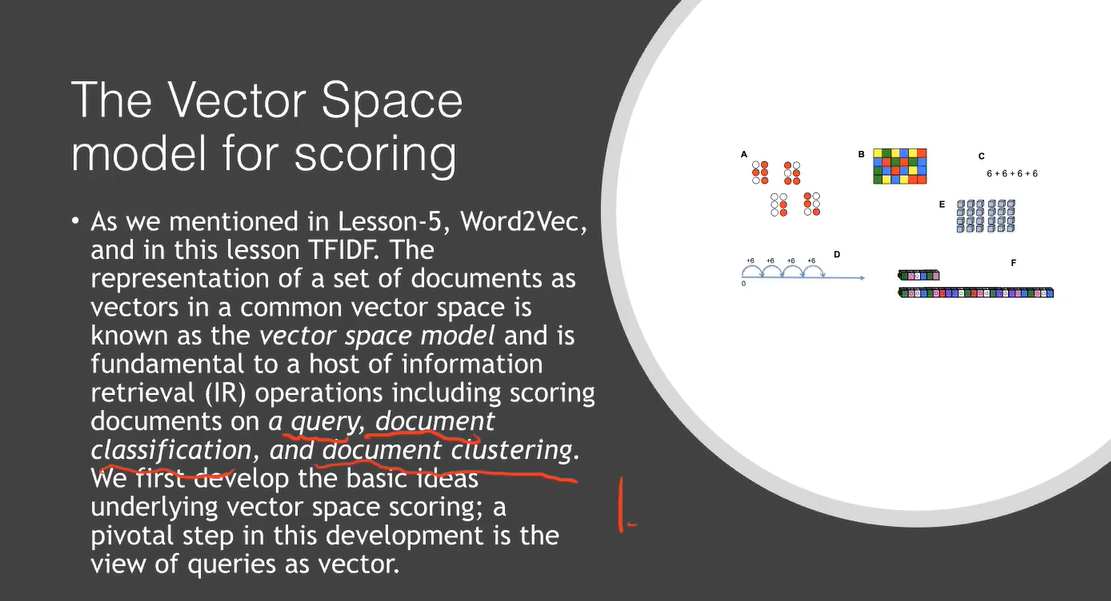 The Vector Space
model for scoring
• As we mentioned in Lesson-5, Word2Vec,
and in this lesson TFIDF. The
representation of a set of documents as
vectors in a common vector space is
known as the vector space model and is
fundamental to a host of information
retrieval (IR) operations including scoring
documents on a query, document
classification, and document clustering.
We first develop the basic ideas
underlying vector space scoring; a
pivotal step in this development is the
view of queries as vector.
A
B
C
6 + 6 + 6 + 6
E
D
+6 +6 +6 +6
0
F